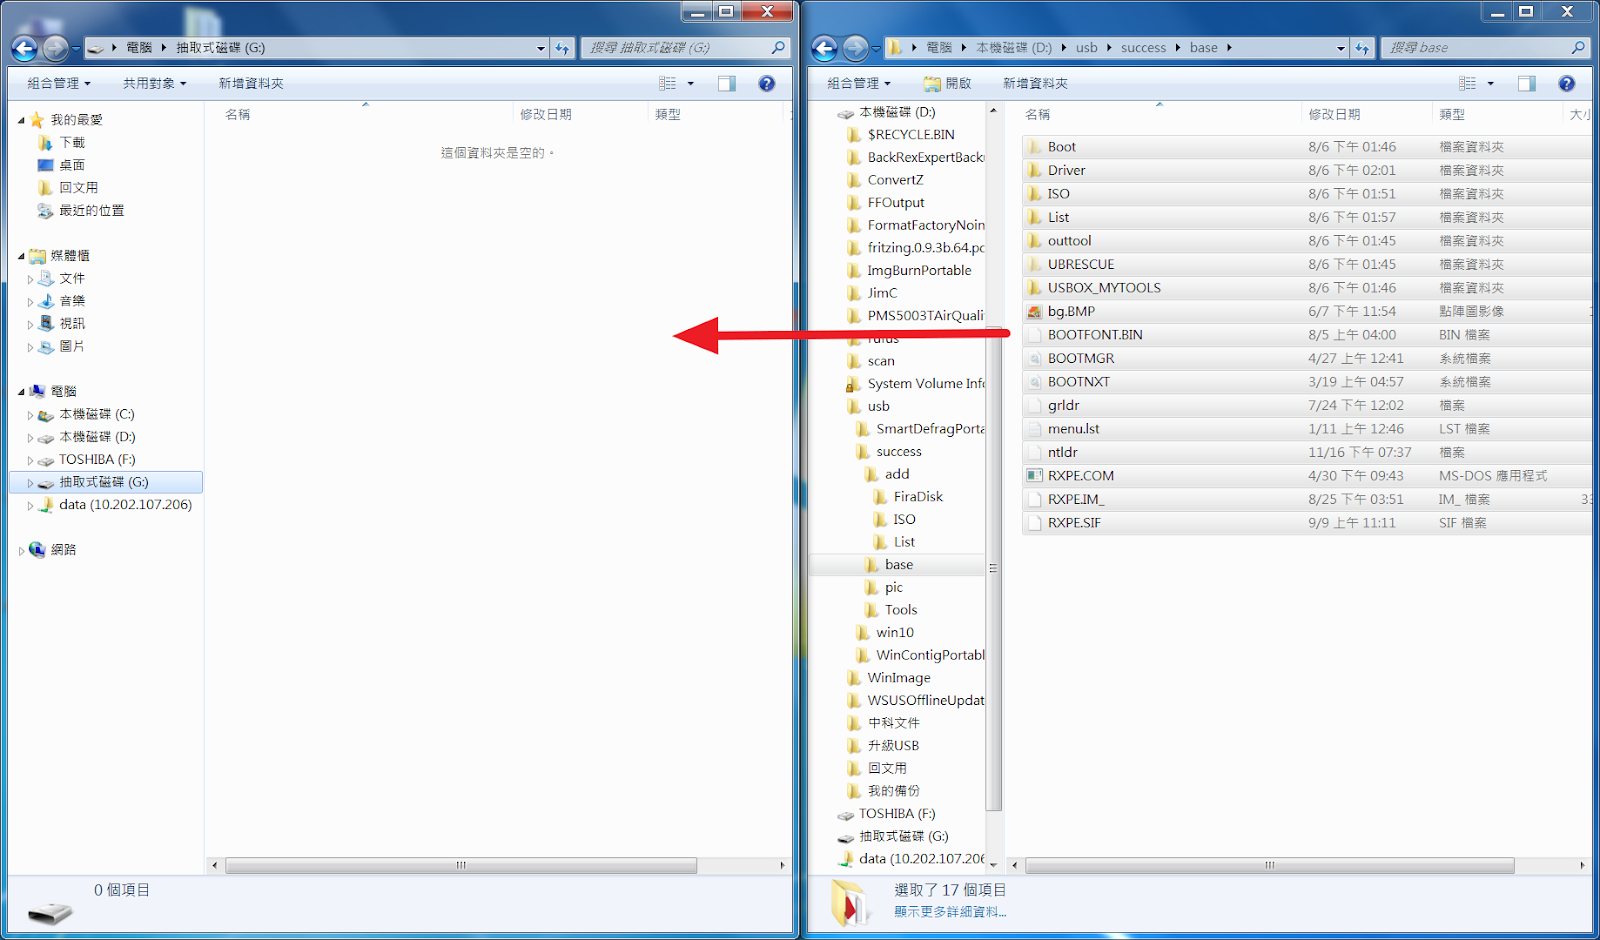 電腦 抽取式磁碟 (G:)
搜尋 抽取式磁碟 (G:)
組合管理 共用對象 新增資料夾
我的最愛
下載
桌面
回文用
最近的位置
媒體櫃
文件
音樂
視訊
圖片
電腦
本機磁碟 (C:)
本機磁碟 (D:)
TOSHIBA (F:)
抽取式磁碟 (G:)
data (10.202.107.206)
網路
名稱 修改日期 類型
這個資料夾是空的。
0 個項目
電腦 本機磁碟 (D:) usb success base
搜尋 base
組合管理 開啟 新增資料夾
本機磁碟 (D:)
$RECYCLE.BIN
BackRexExpertBack
ConvertZ
FFOutput
FormatFactoryNoin
fritzing.0.9.3b.64.pc
ImgBurnPortable
JimC
PMS5003TAirQuali
rufus
scan
System Volume Info
usb
SmartDefragPorta
success
add
FiraDisk
ISO
List
base
pic
Tools
win10
WinContigPortabl
WinImage
WSUSOfflineUpdat
中科文件
升級USB
回文用
我的備份
TOSHIBA (F:)
抽取式磁碟 (G:)
data (10.202.107.206
名稱 修改日期 類型 大小
Boot 8/6 下午 01:46 檔案資料夾
Driver 8/6 下午 02:01 檔案資料夾
ISO 8/6 下午 01:51 檔案資料夾
List 8/6 下午 01:57 檔案資料夾
outtool 8/6 下午 01:45 檔案資料夾
UBRESCUE 8/6 下午 01:45 檔案資料夾
USBOX_MYTOOLS 8/6 下午 01:46 檔案資料夾
bg.BMP 6/7 下午 11:54 點陣圖影像 1
BOOTFONT.BIN 8/5 上午 04:00 BIN 檔案
BOOTMGR 4/27 上午 12:41 系統檔案
BOOTNXT 3/19 上午 04:57 系統檔案
grldr 7/24 下午 12:02 檔案
menu.lst 1/11 上午 12:46 LST 檔案
ntldr 11/16 下午 07:37 檔案
RXPE.COM 4/30 下午 09:43 MS-DOS 應用程式
RXPE.IM_ 8/25 下午 03:51 IM_ 檔案 33
RXPE.SIF 9/9 上午 11:11 SIF 檔案
選取了 17 個項目
顯示更多詳細資料...